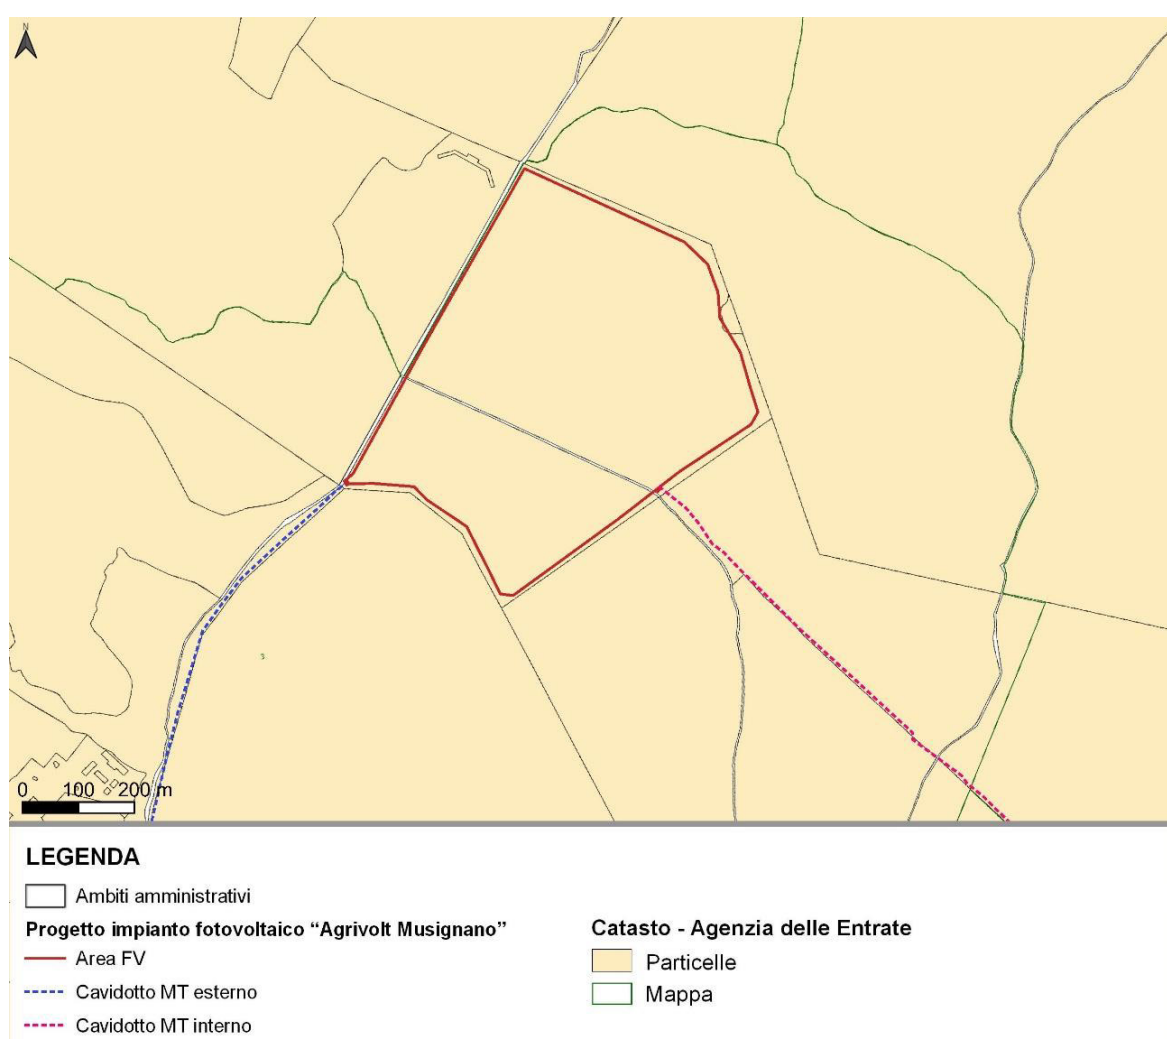 N
0 100 200 m
LEGENDA
Ambiti amministrativi
Progetto impianto fotovoltaico “Agrivolt Musignano”
Area FV
Cavidotto MT esterno
Cavidotto MT interno
Catasto - Agenzia delle Entrate
Particelle
Mappa